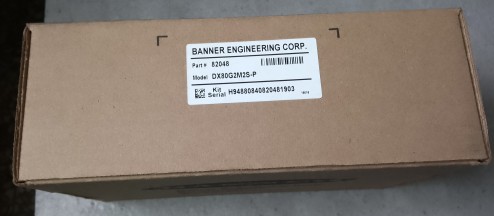 BANNER ENGINEERING CORP.
Part # 82048
Model DX80G2M2S-P
Kit
Serial H94880840820481903